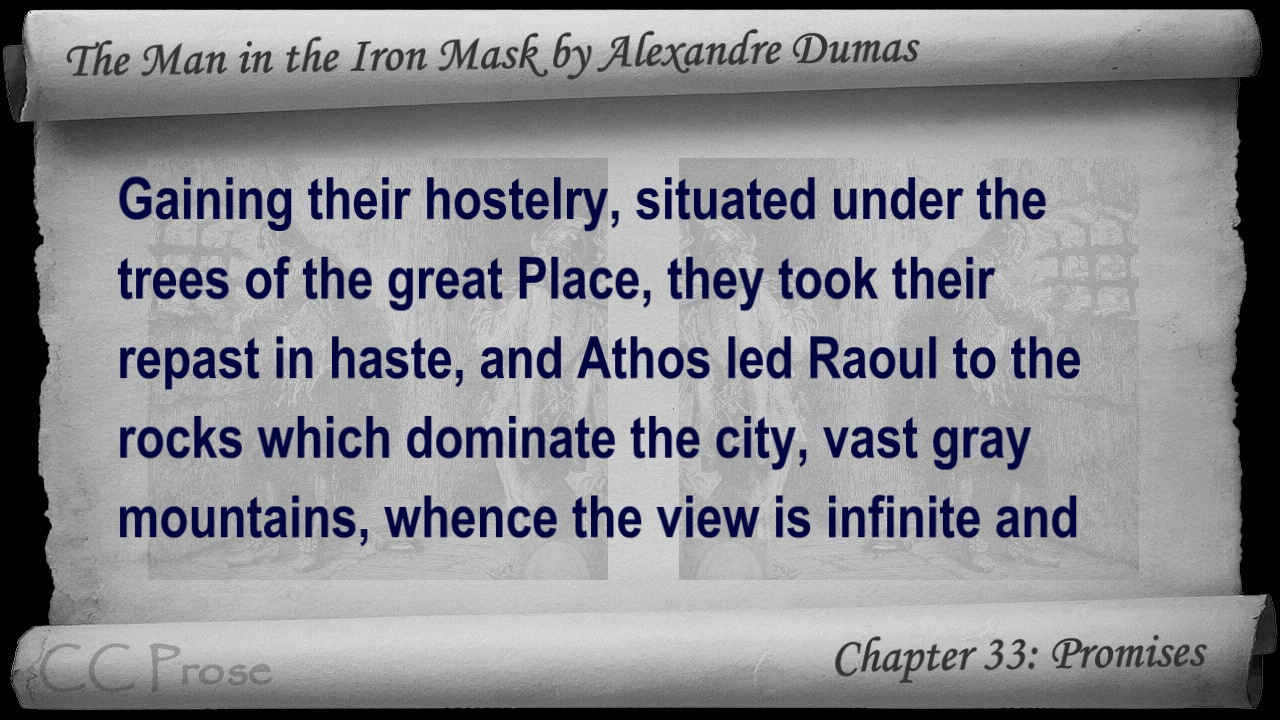 The Man in the Iron Mask by Alexandre Dumas
Gaining their hostelry, situated under the
trees of the great Place, they took their
repast in haste, and Athos led Raoul to the
rocks which dominate the city, vast gray
mountains, whence the view is infinite and
CC Prose
Chapter 33: Promises